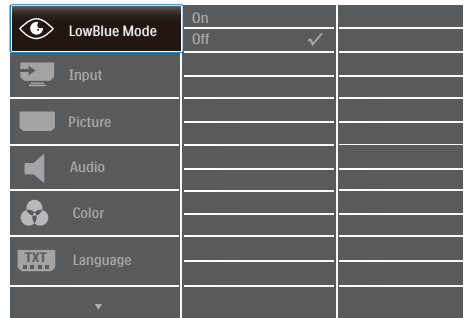 LowBlue Mode
On
Off
Input
Picture
Audio
Color
TXT
Language